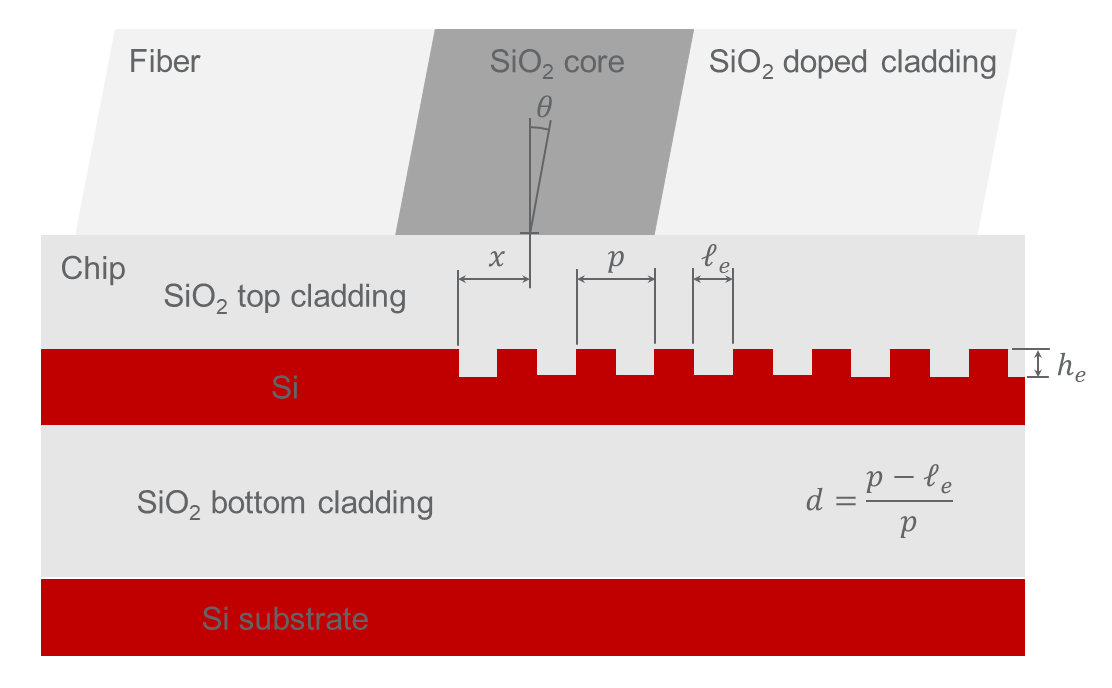 Fiber
SiO₂ core
SiO₂ doped cladding
θ
Chip
x
p
ℓₑ
SiO₂ top cladding
Si
hₑ
SiO₂ bottom cladding
d = (p − ℓₑ) / p
Si substrate